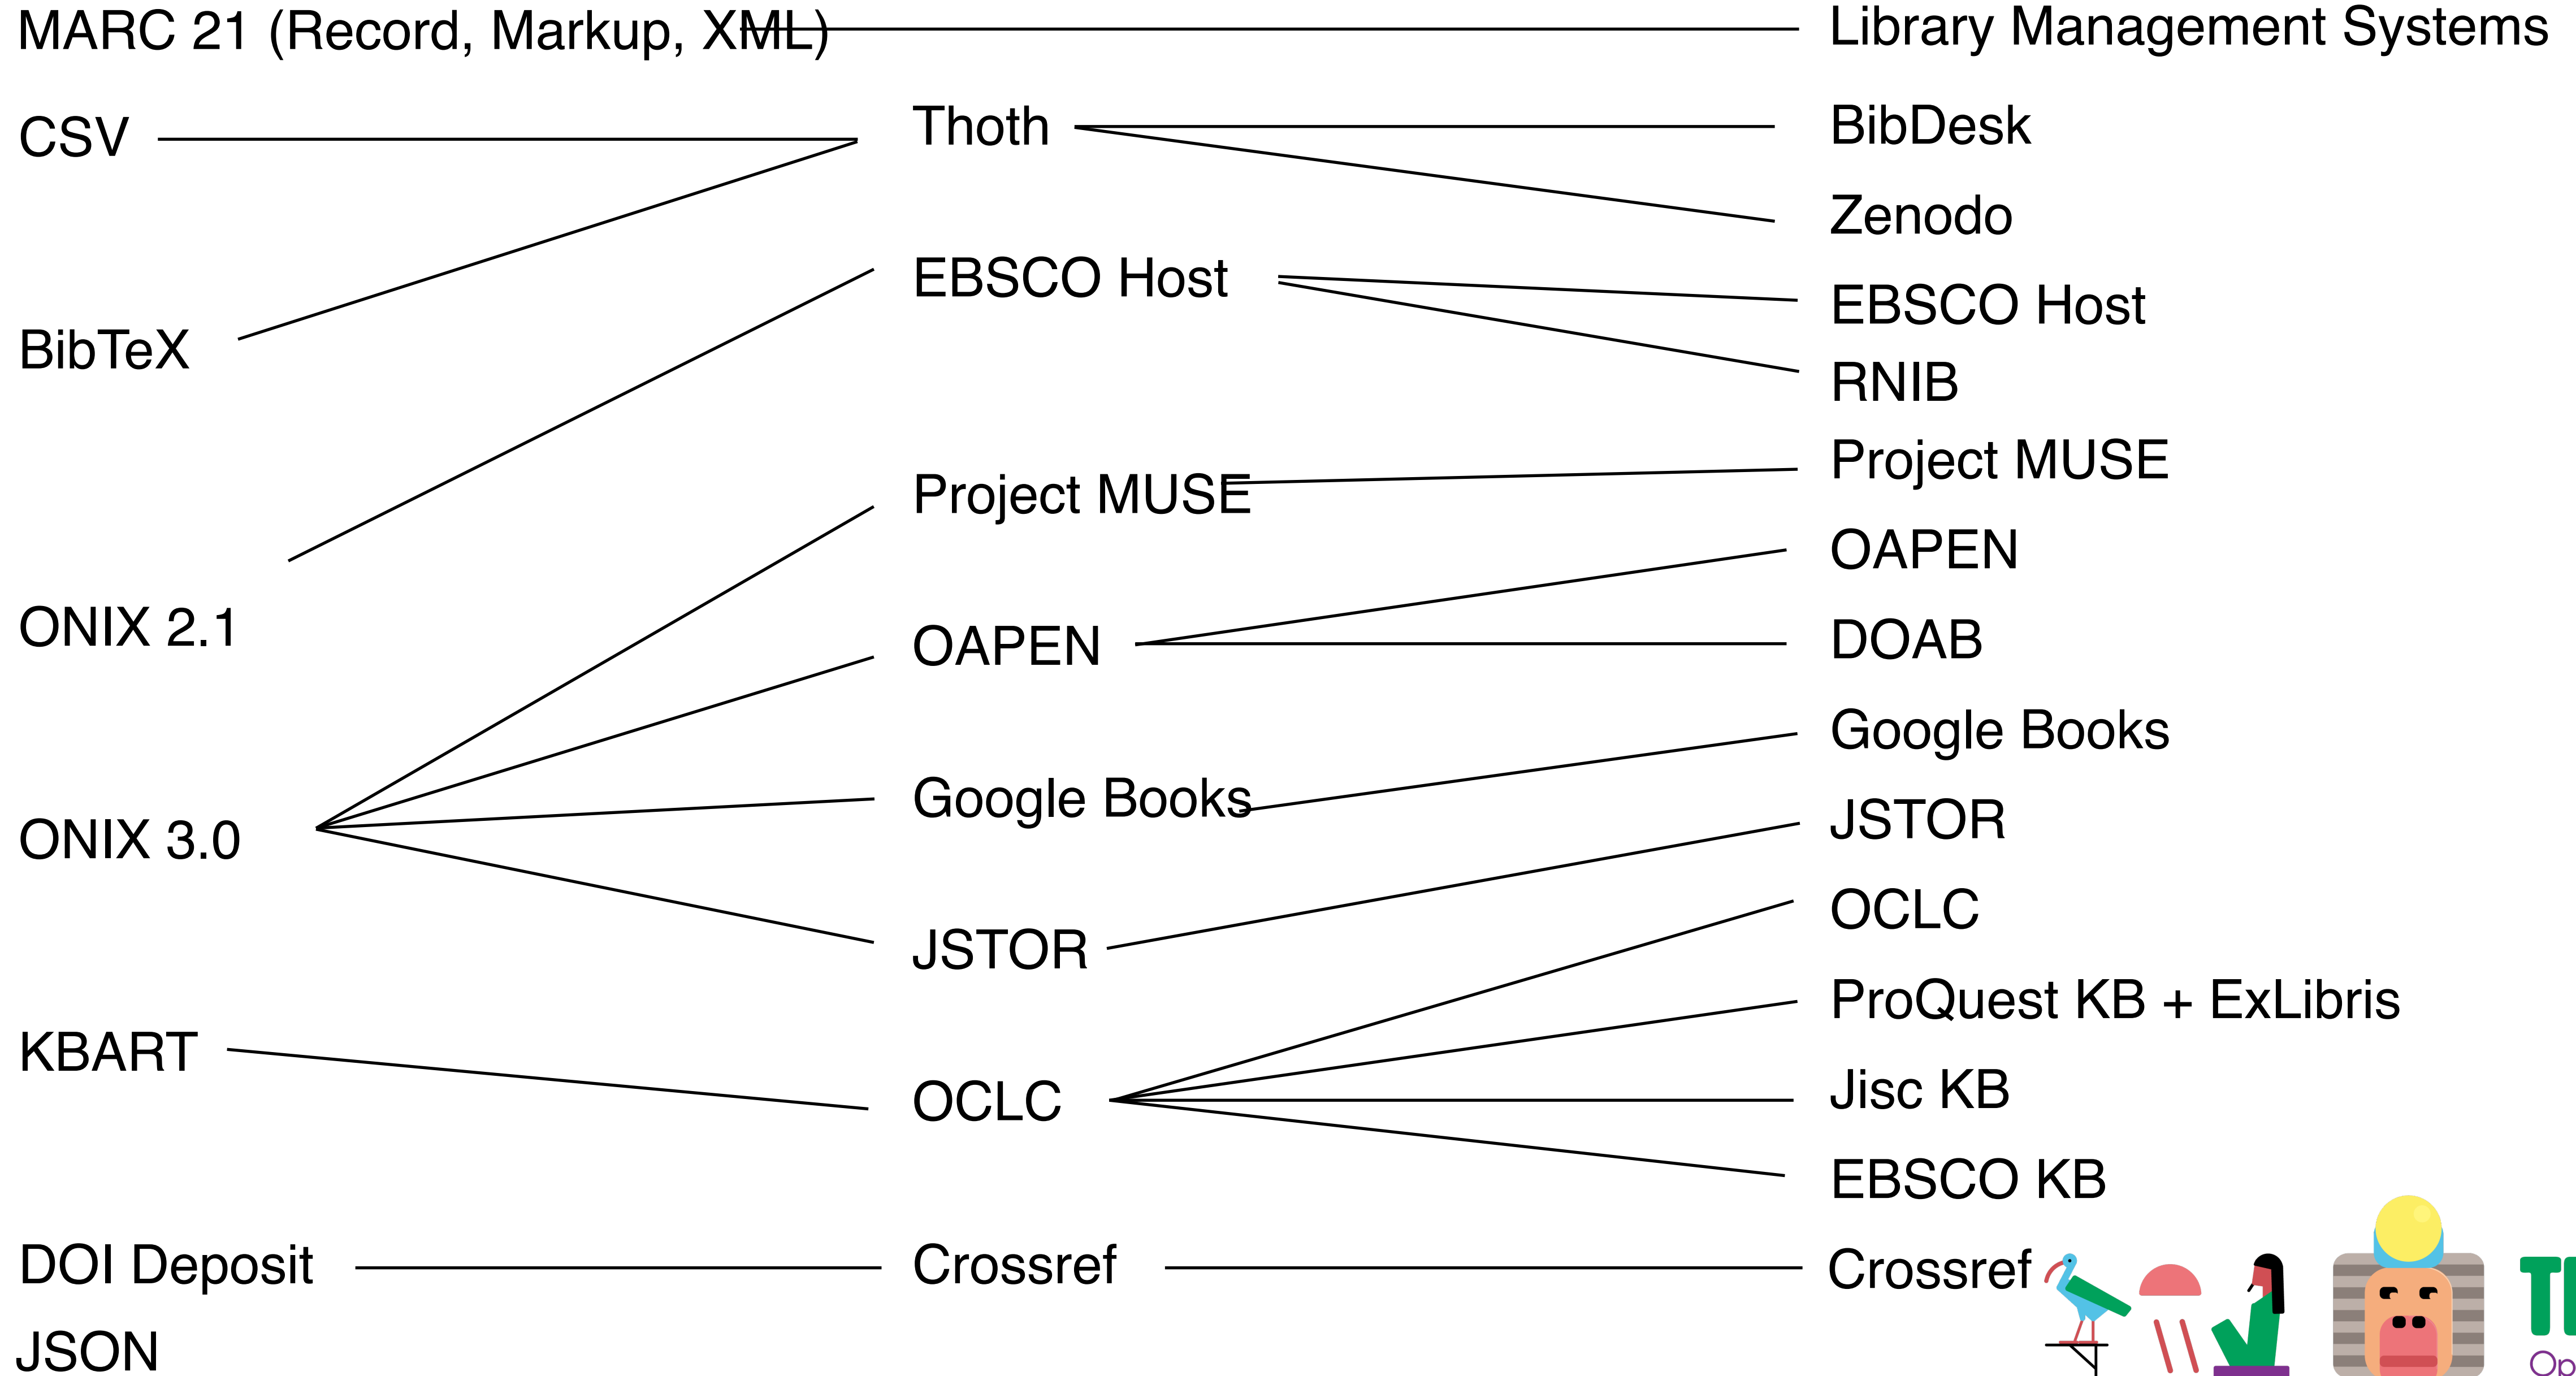 MARC 21 (Record, Markup, XML)
Library Management Systems
CSV
Thoth
BibDesk
Zenodo
EBSCO Host
EBSCO Host
BibTeX
RNIB
Project MUSE
Project MUSE
OAPEN
ONIX 2.1
OAPEN
DOAB
Google Books
Google Books
ONIX 3.0
JSTOR
JSTOR
OCLC
ProQuest KB + ExLibris
KBART
OCLC
Jisc KB
EBSCO KB
DOI Deposit
Crossref
Crossref
JSON